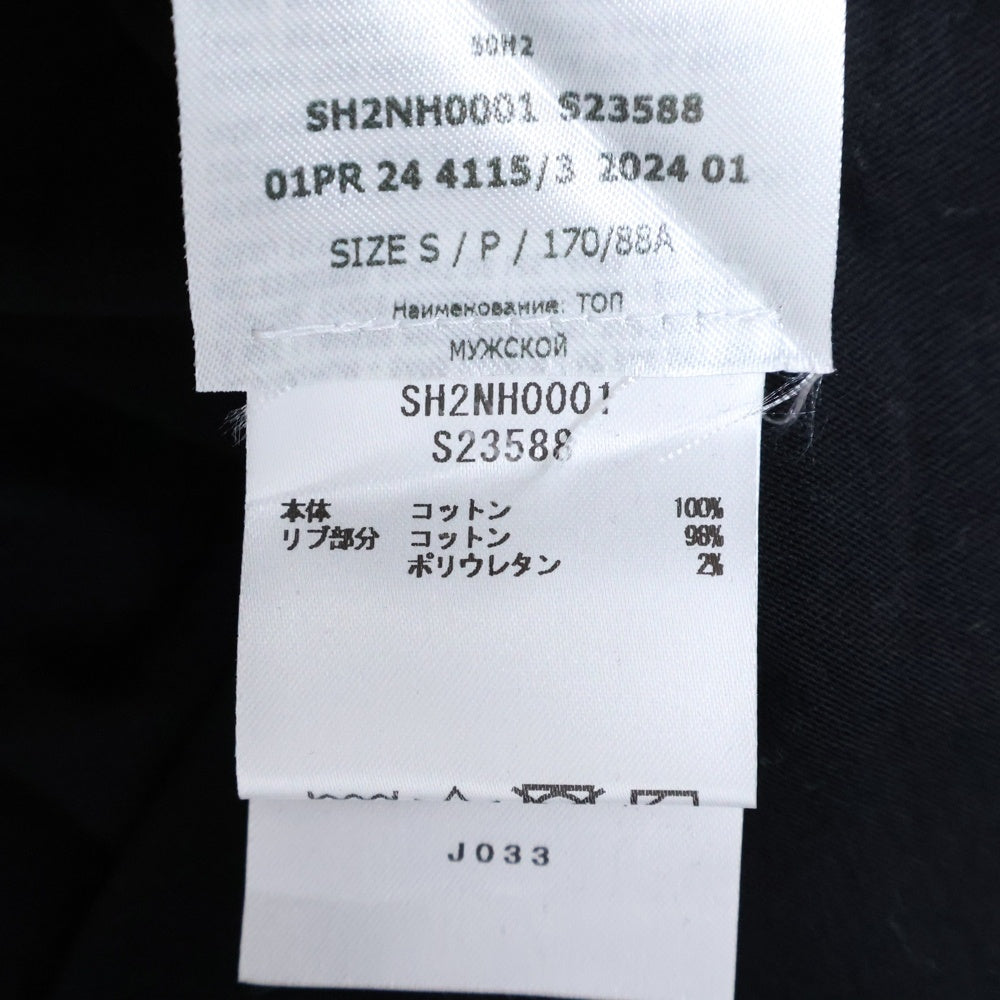 SH2NH0001 S23588
01PR 24 4115/3 2024 01
SIZE S / P / 170/88A
Наименование: ТОП
МУЖСКОЙ
SH2NH0001
S23588
本体 コットン 100%
リブ部分 コットン 98%
ポリウレタン 2%
J033